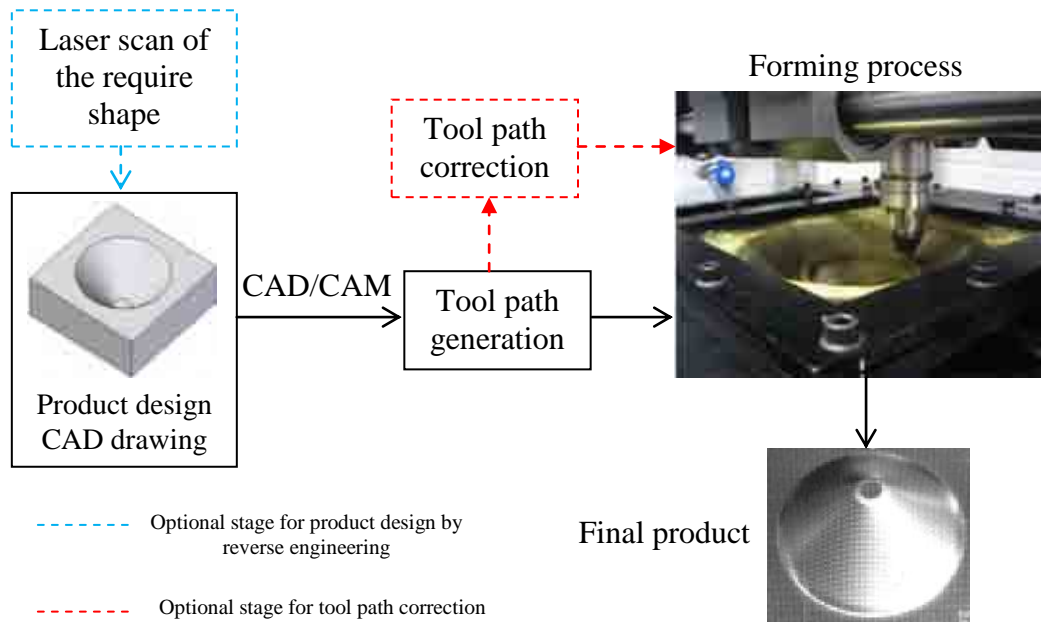 Laser scan of
the require
shape
Forming process
Tool path
correction
CAD/CAM
Tool path
generation
Product design
CAD drawing
Final product
Optional stage for product design by
reverse engineering
Optional stage for tool path correction